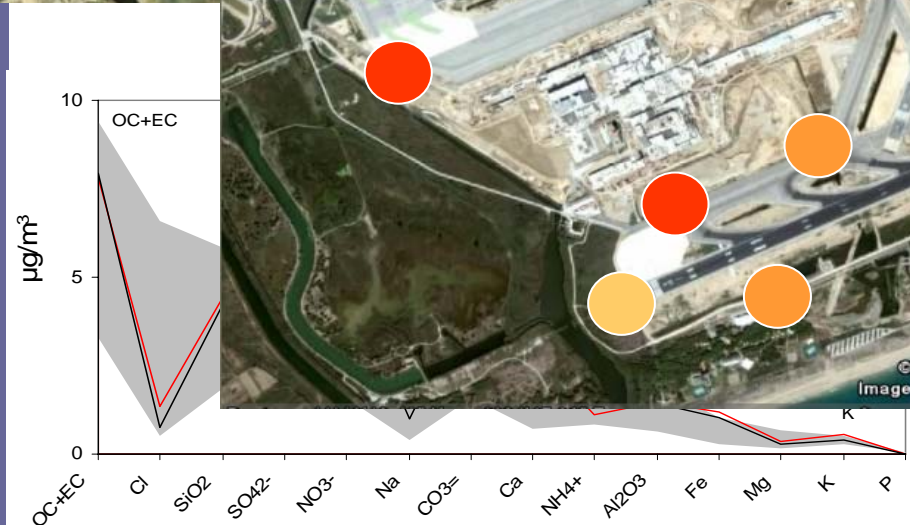 10
OC+EC
µg/m³
5
©
Image
K
0
OC+EC
Cl
SiO2
SO42-
NO3-
Na
CO3=
Ca
NH4+
Al2O3
Fe
Mg
K
P